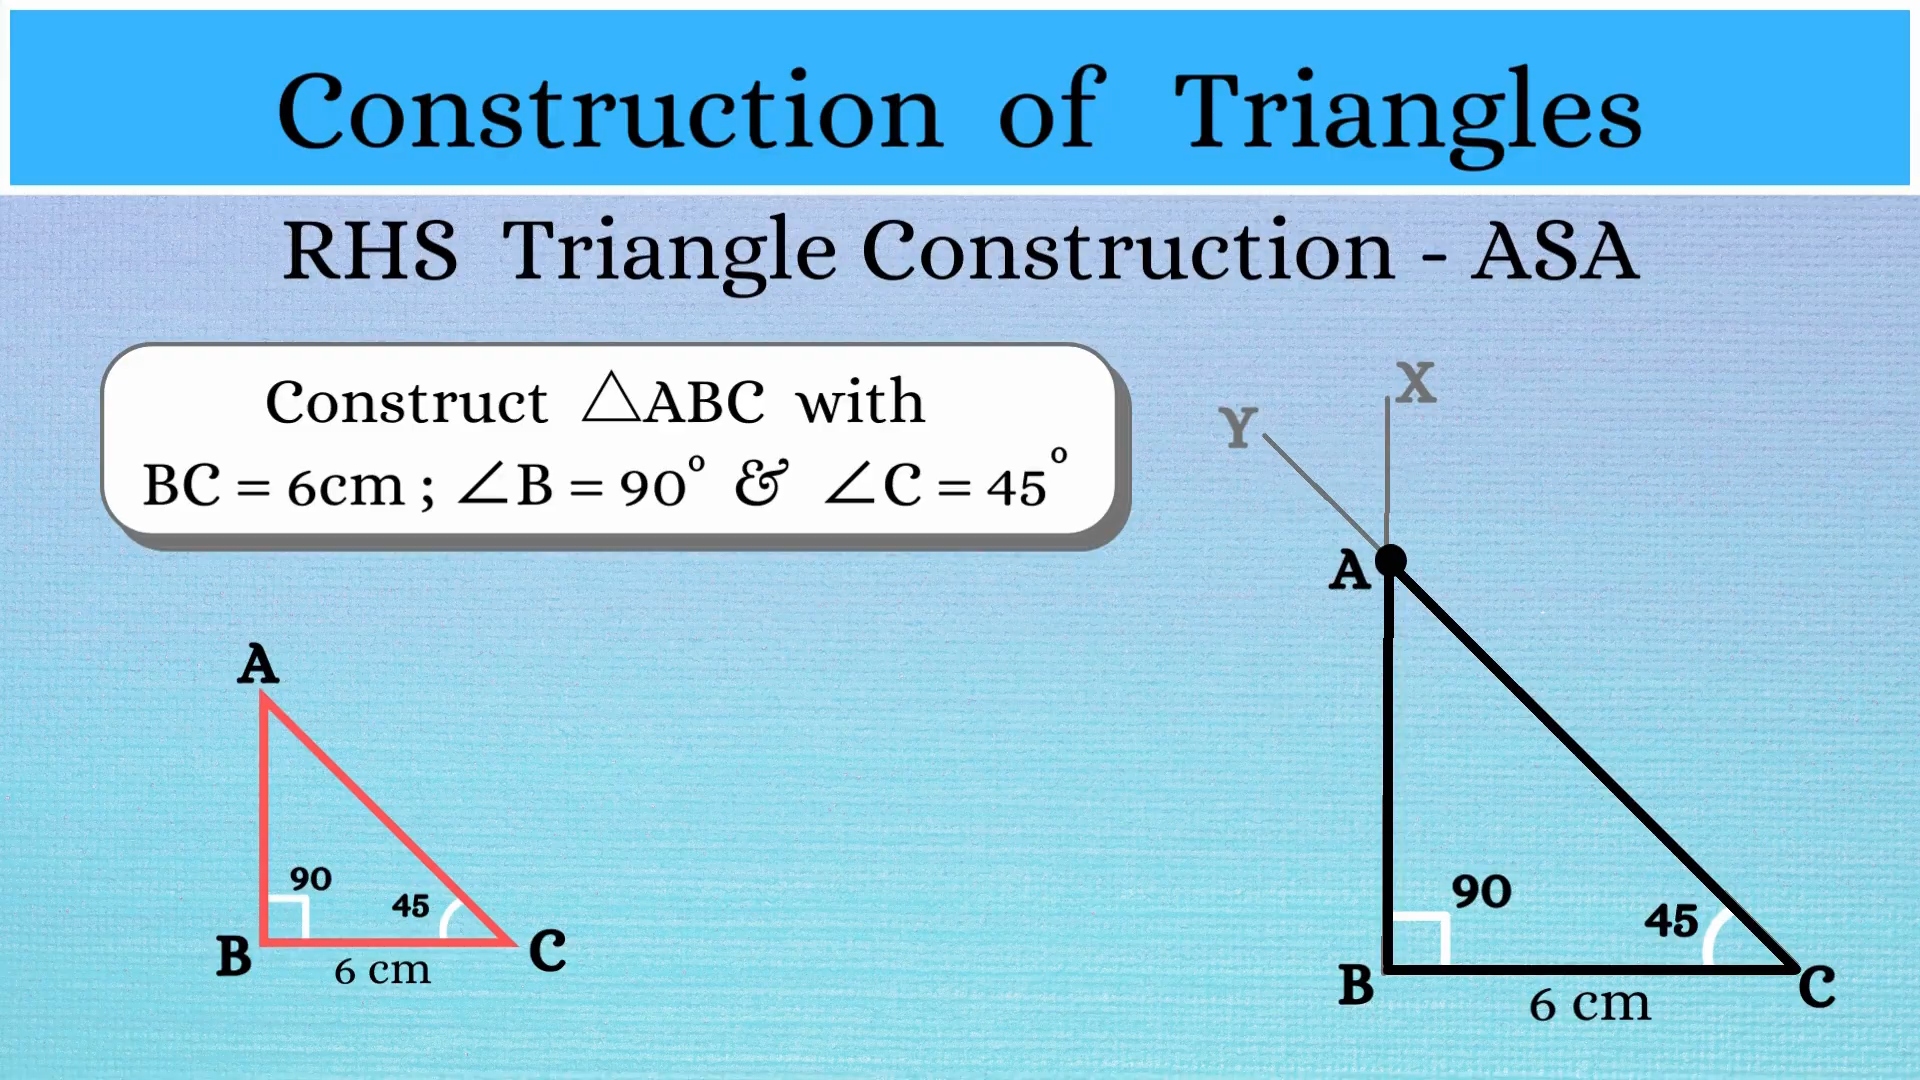 Construction of Triangles
RHS Triangle Construction - ASA
Construct △ABC with
BC = 6cm ; ∠B = 90° & ∠C = 45°
X
Y
A
A
90
45
B
C
6 cm
90
45
B
C
6 cm